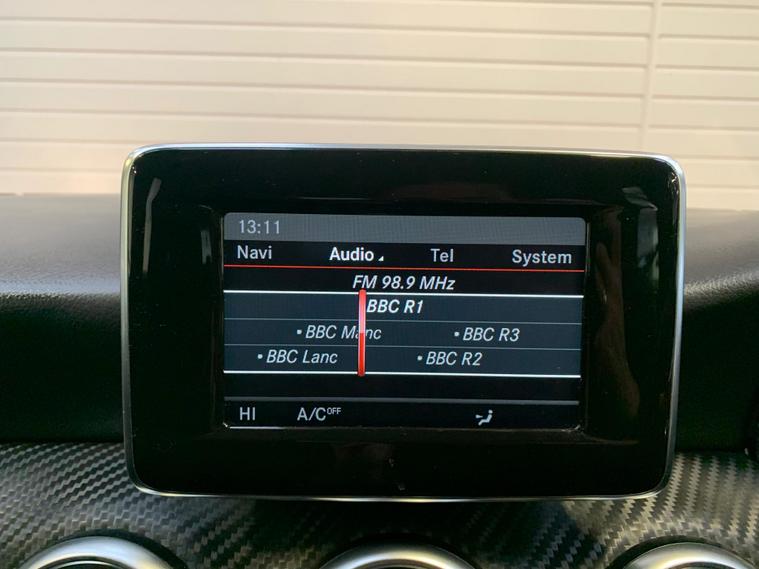 13:11
Navi Audio Tel System
FM 98.9 MHz
BBC R1
• BBC Manc • BBC R3
• BBC Lanc • BBC R2
HI A/C OFF